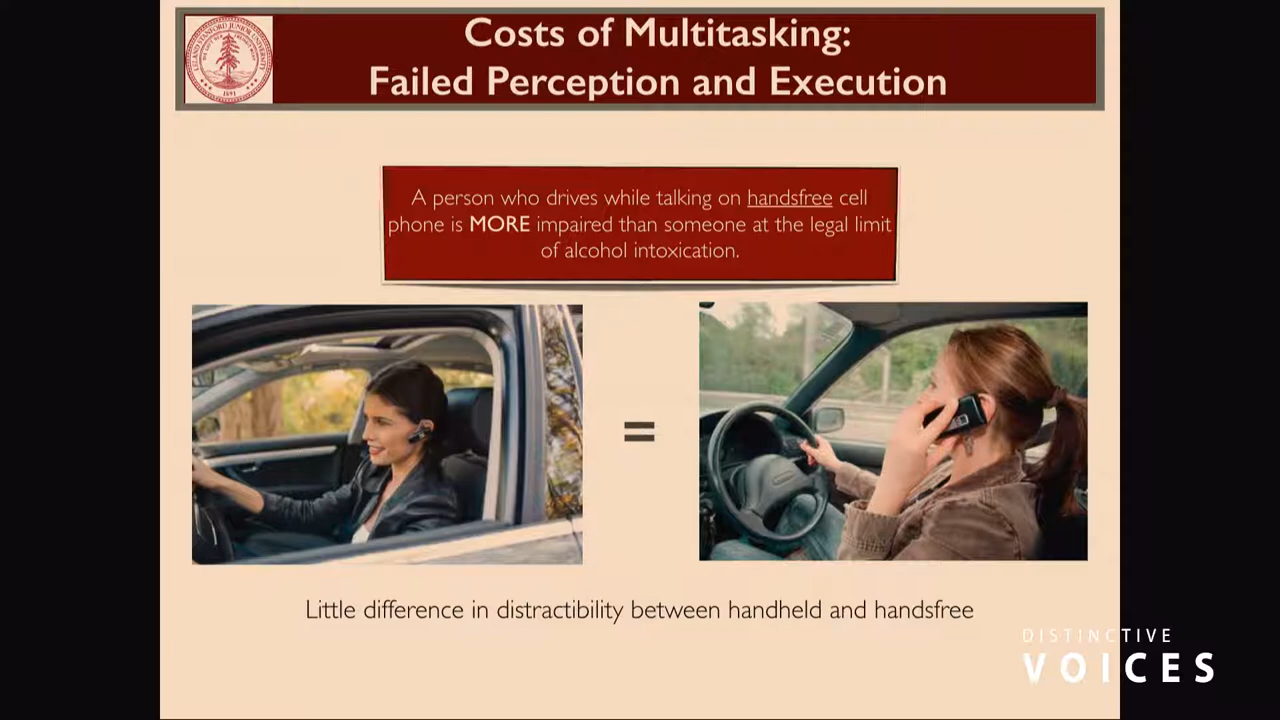 Costs of Multitasking:
Failed Perception and Execution
A person who drives while talking on handsfree cell
phone is MORE impaired than someone at the legal limit
of alcohol intoxication.
=
Little difference in distractibility between handheld and handsfree
DISTINCTIVE
VOICES
1891